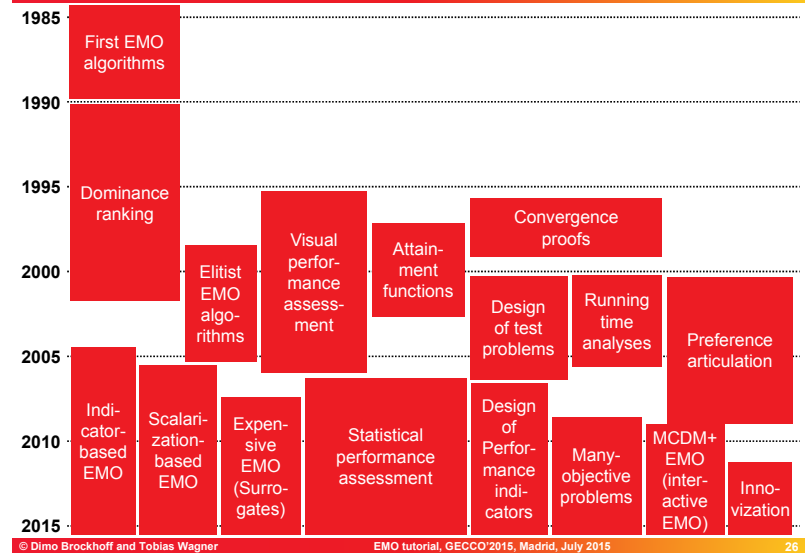 1985
First EMO
algorithms
1990
Dominance
ranking
1995
Visual
perfor-
mance
assess-
ment
Attain-
ment
functions
Convergence
proofs
2000
Elitist
EMO
algo-
rithms
Design
of test
problems
Running
time
analyses
Preference
articulation
2005
Indi-
cator-
based
EMO
Scalari-
zation-
based
EMO
Expen-
sive
EMO
(Surro-
gates)
Statistical
performance
assessment
Design
of
Perfor-
mance
indi-
cators
Many-
objective
problems
MCDM+
EMO
(inter-
active
EMO)
Inno-
vization
2010
2015
© Dimo Brockhoff and Tobias Wagner
EMO tutorial, GECCO'2015, Madrid, July 2015
26